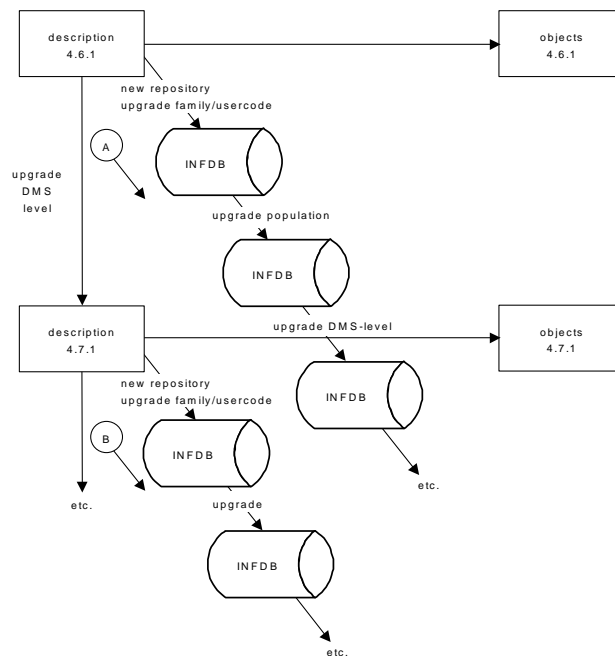 description
4.6.1
objects
4.6.1
new repository
upgrade family/usercode
A
INFDB
upgrade
DMS
level
upgrade population
INFDB
description
4.7.1
upgrade DMS-level
objects
4.7.1
new repository
upgrade family/usercode
INFDB
B
INFDB
etc.
etc.
upgrade
INFDB
etc.